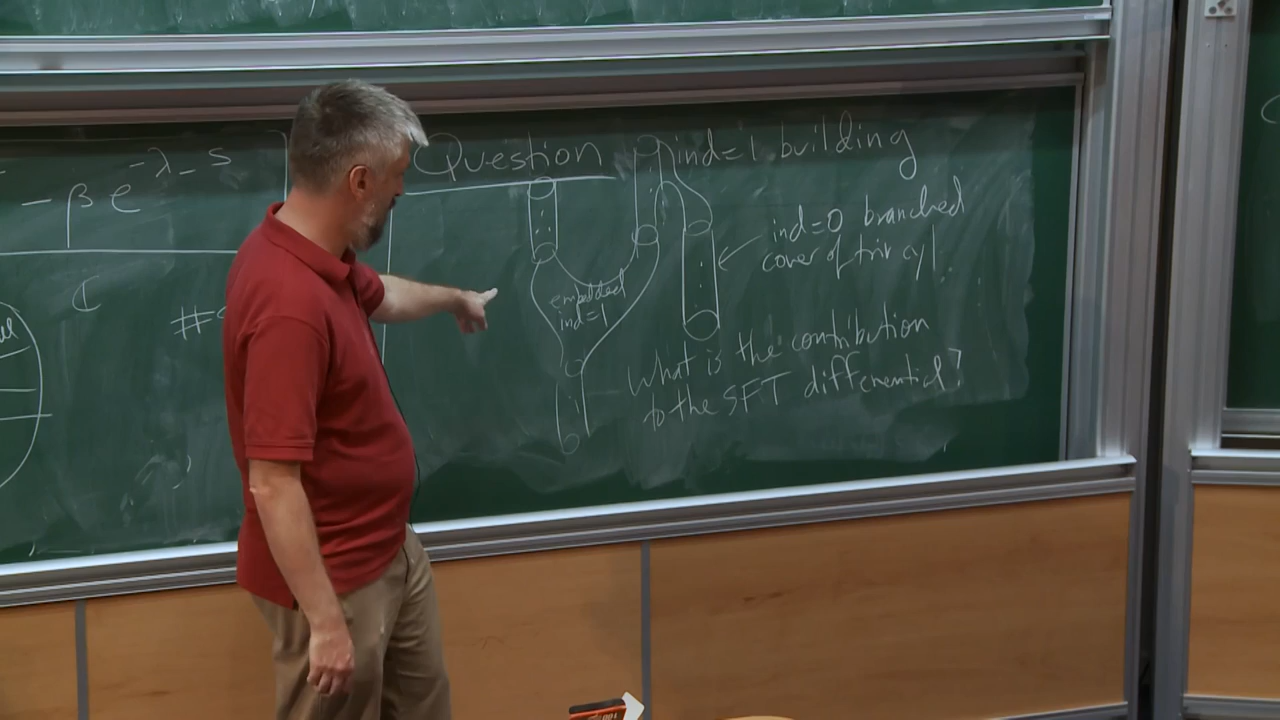 - βe^{-λ_- s}
ℂ
#
Question
ind=1 building
ind=0 branched
cover of triv cyl.
embedded
ind=1
What is the contribution
to the SFT differential?